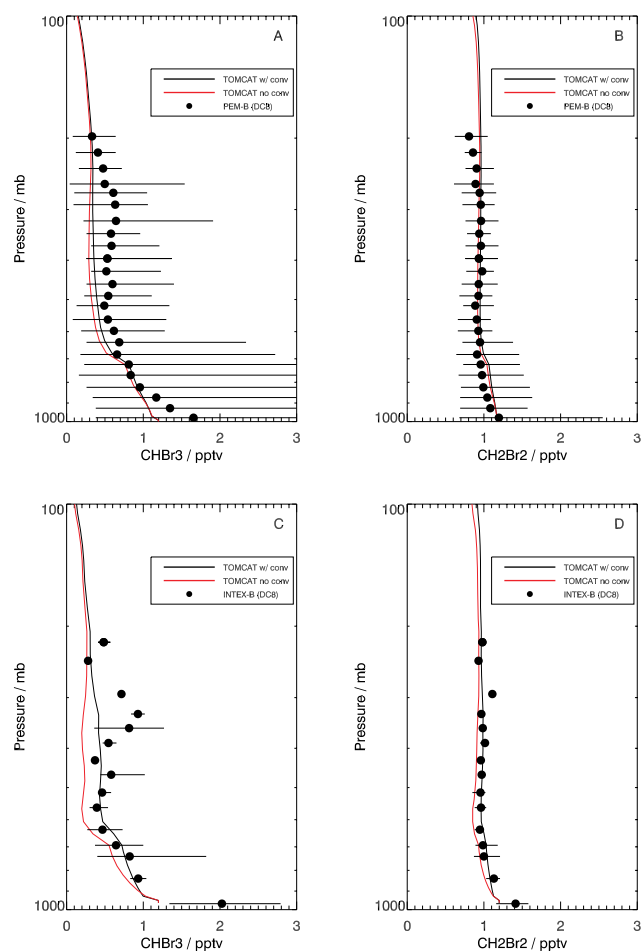 100
A
TOMCAT w/ conv
TOMCAT no conv
PEM-B (DC8)
Pressure / mb
1000
0 1 2 3
CHBr3 / pptv
100
B
TOMCAT w/ conv
TOMCAT no conv
PEM-B (DC8)
Pressure / mb
1000
0 1 2 3
CH2Br2 / pptv
100
C
TOMCAT w/ conv
TOMCAT no conv
INTEX-B (DC8)
Pressure / mb
1000
0 1 2 3
CHBr3 / pptv
100
D
TOMCAT w/ conv
TOMCAT no conv
INTEX-B (DC8)
Pressure / mb
1000
0 1 2 3
CH2Br2 / pptv